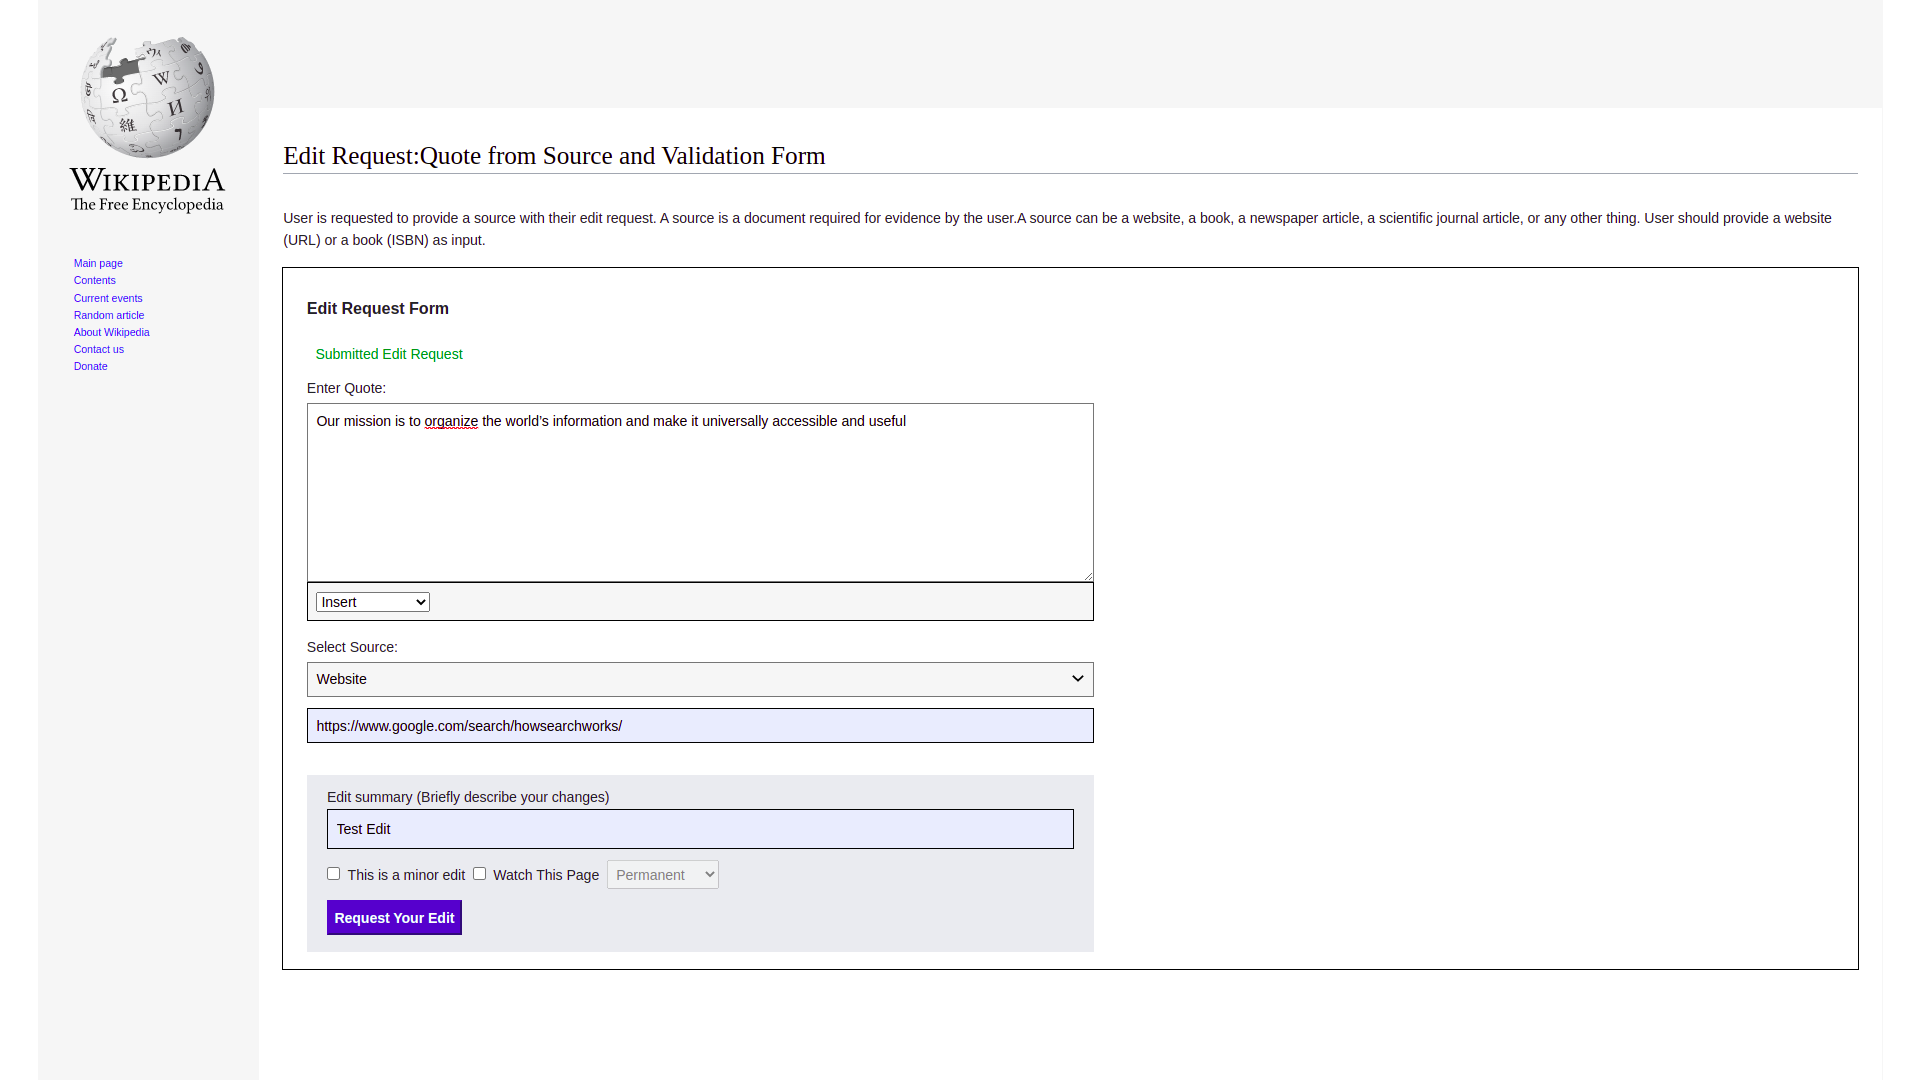 Ω
W
И
維
WIKIPEDIA
The Free Encyclopedia
Main page
Contents
Current events
Random article
About Wikipedia
Contact us
Donate
Edit Request:Quote from Source and Validation Form
User is requested to provide a source with their edit request. A source is a document required for evidence by the user.A source can be a website, a book, a newspaper article, a scientific journal article, or any other thing. User should provide a website
(URL) or a book (ISBN) as input.
Edit Request Form
Submitted Edit Request
Enter Quote:
Our mission is to organize the world’s information and make it universally accessible and useful
Insert
Select Source:
Website
https://www.google.com/search/howsearchworks/
Edit summary (Briefly describe your changes)
Test Edit
This is a minor edit Watch This Page Permanent
Request Your Edit